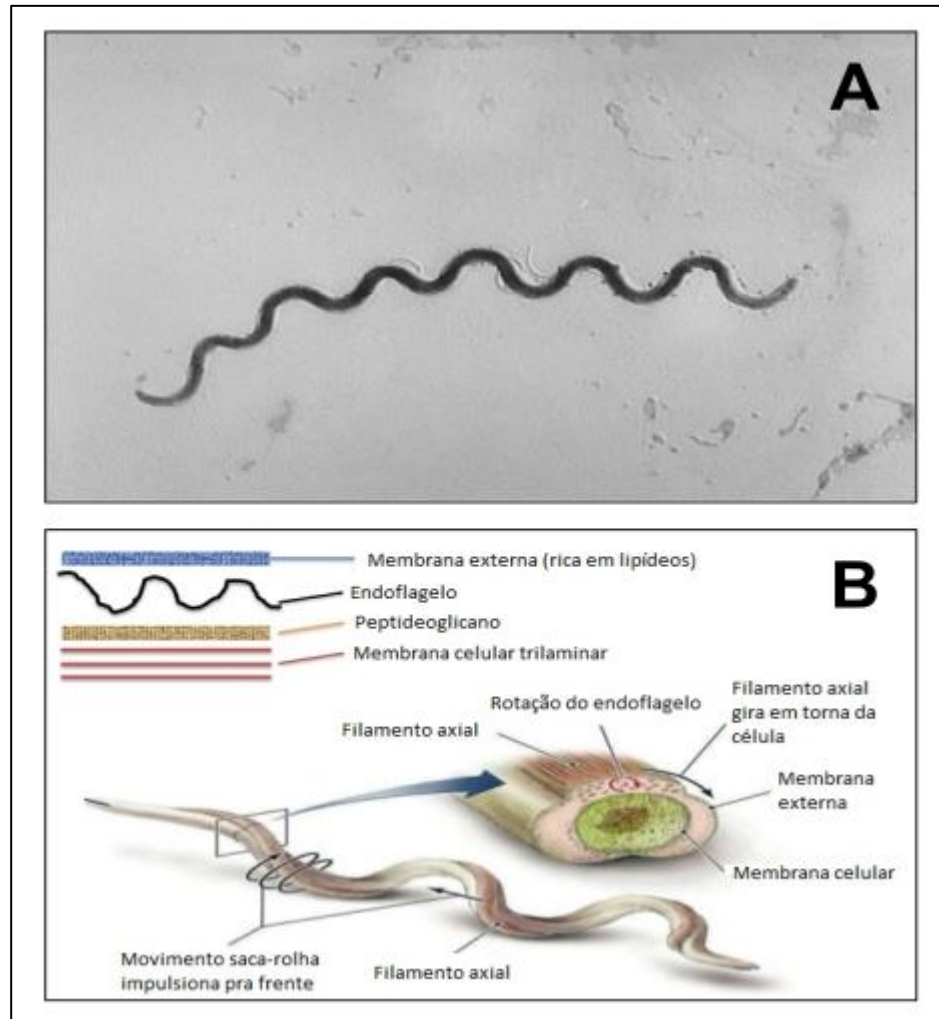 A
B
Membrana externa (rica em lipídeos)
Endoflagelo
Peptideoglicano
Membrana celular trilaminar
Rotação do endoflagelo
Filamento axial
gira em torna da
célula
Filamento axial
Membrana
externa
Membrana celular
Movimento saca-rolha
impulsiona pra frente
Filamento axial